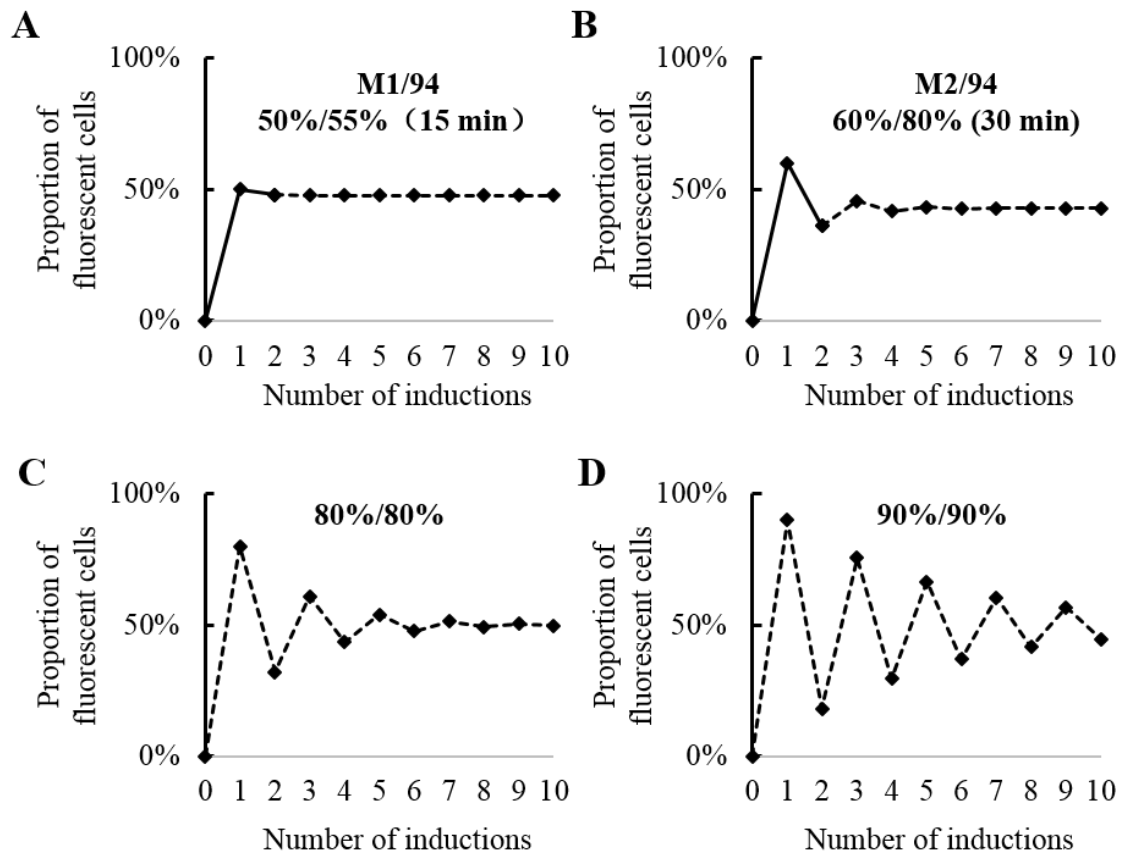 A
100%
50%
0%
Proportion of
fluorescent cells
M1/94
50%/55%（15 min）
0 1 2 3 4 5 6 7 8 9 10
Number of inductions
B
100%
50%
0%
Proportion of
fluorescent cells
M2/94
60%/80% (30 min)
0 1 2 3 4 5 6 7 8 9 10
Number of inductions
C
100%
50%
0%
Proportion of
fluorescent cells
80%/80%
0 1 2 3 4 5 6 7 8 9 10
Number of inductions
D
100%
50%
0%
Proportion of
fluorescent cells
90%/90%
0 1 2 3 4 5 6 7 8 9 10
Number of inductions